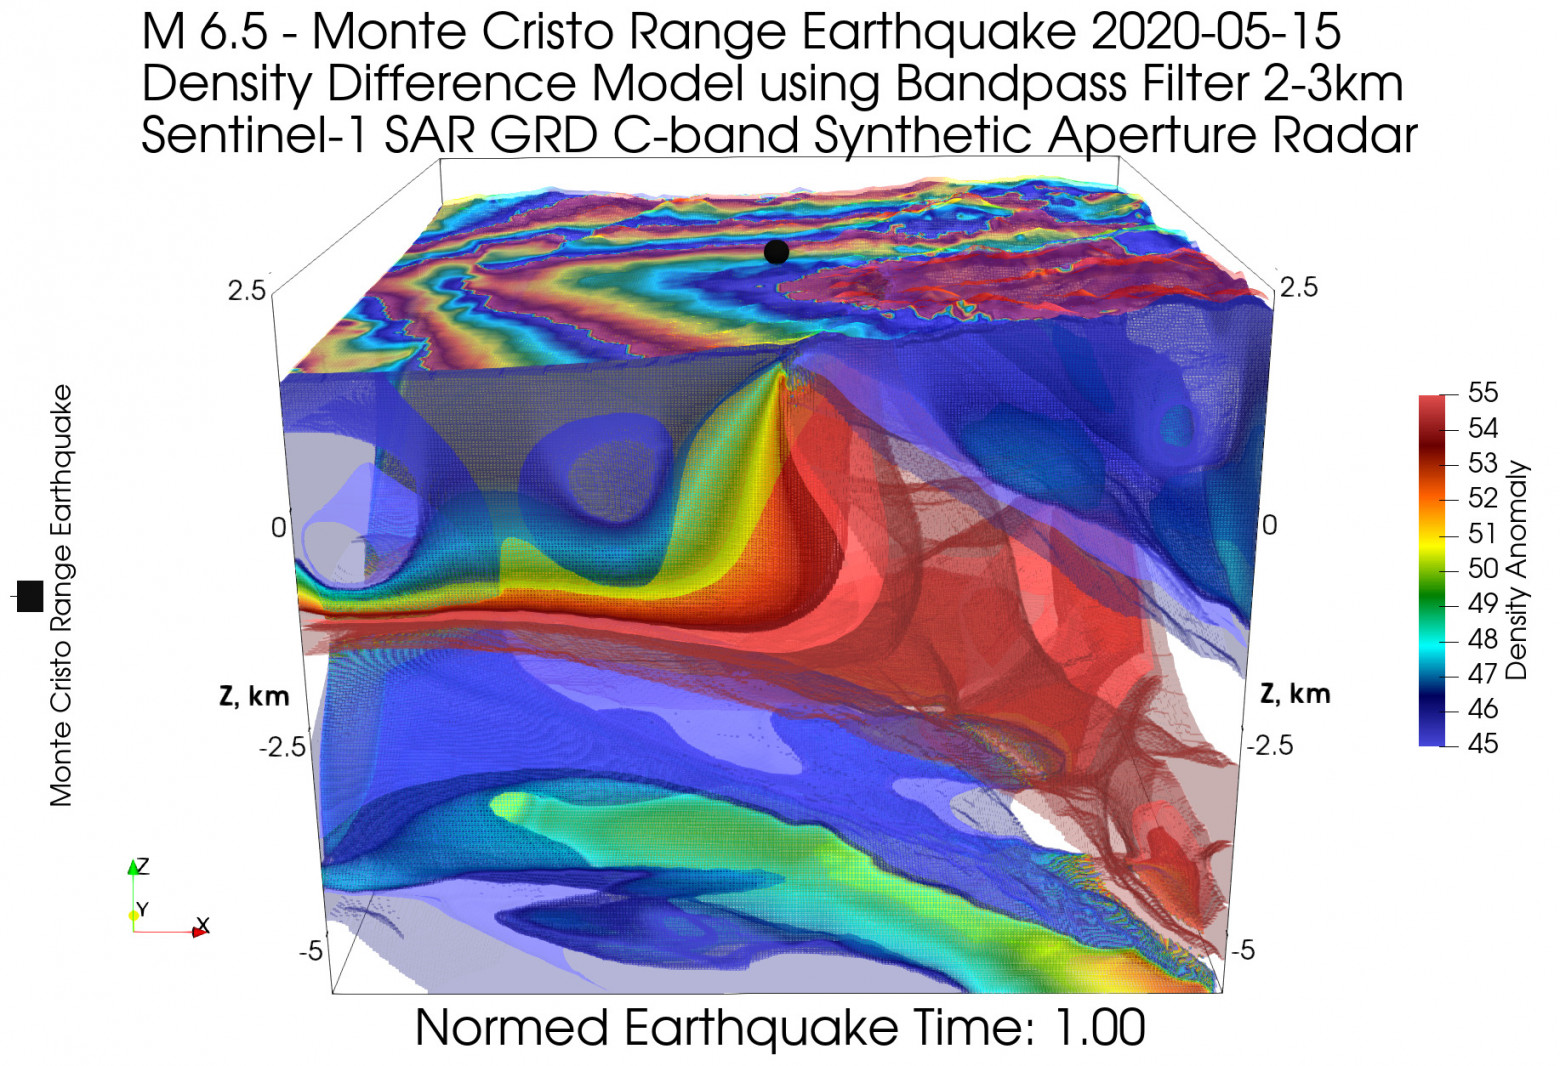 M 6.5 - Monte Cristo Range Earthquake 2020-05-15
Density Difference Model using Bandpass Filter 2-3km
Sentinel-1 SAR GRD C-band Synthetic Aperture Radar
2.5
2.5
0
0
Z, km
Z, km
-2.5
-2.5
-5
-5
Monte Cristo Range Earthquake
55
54
53
52
51
50
49
48
47
46
45
Density Anomaly
Z
Y
X
Normed Earthquake Time: 1.00